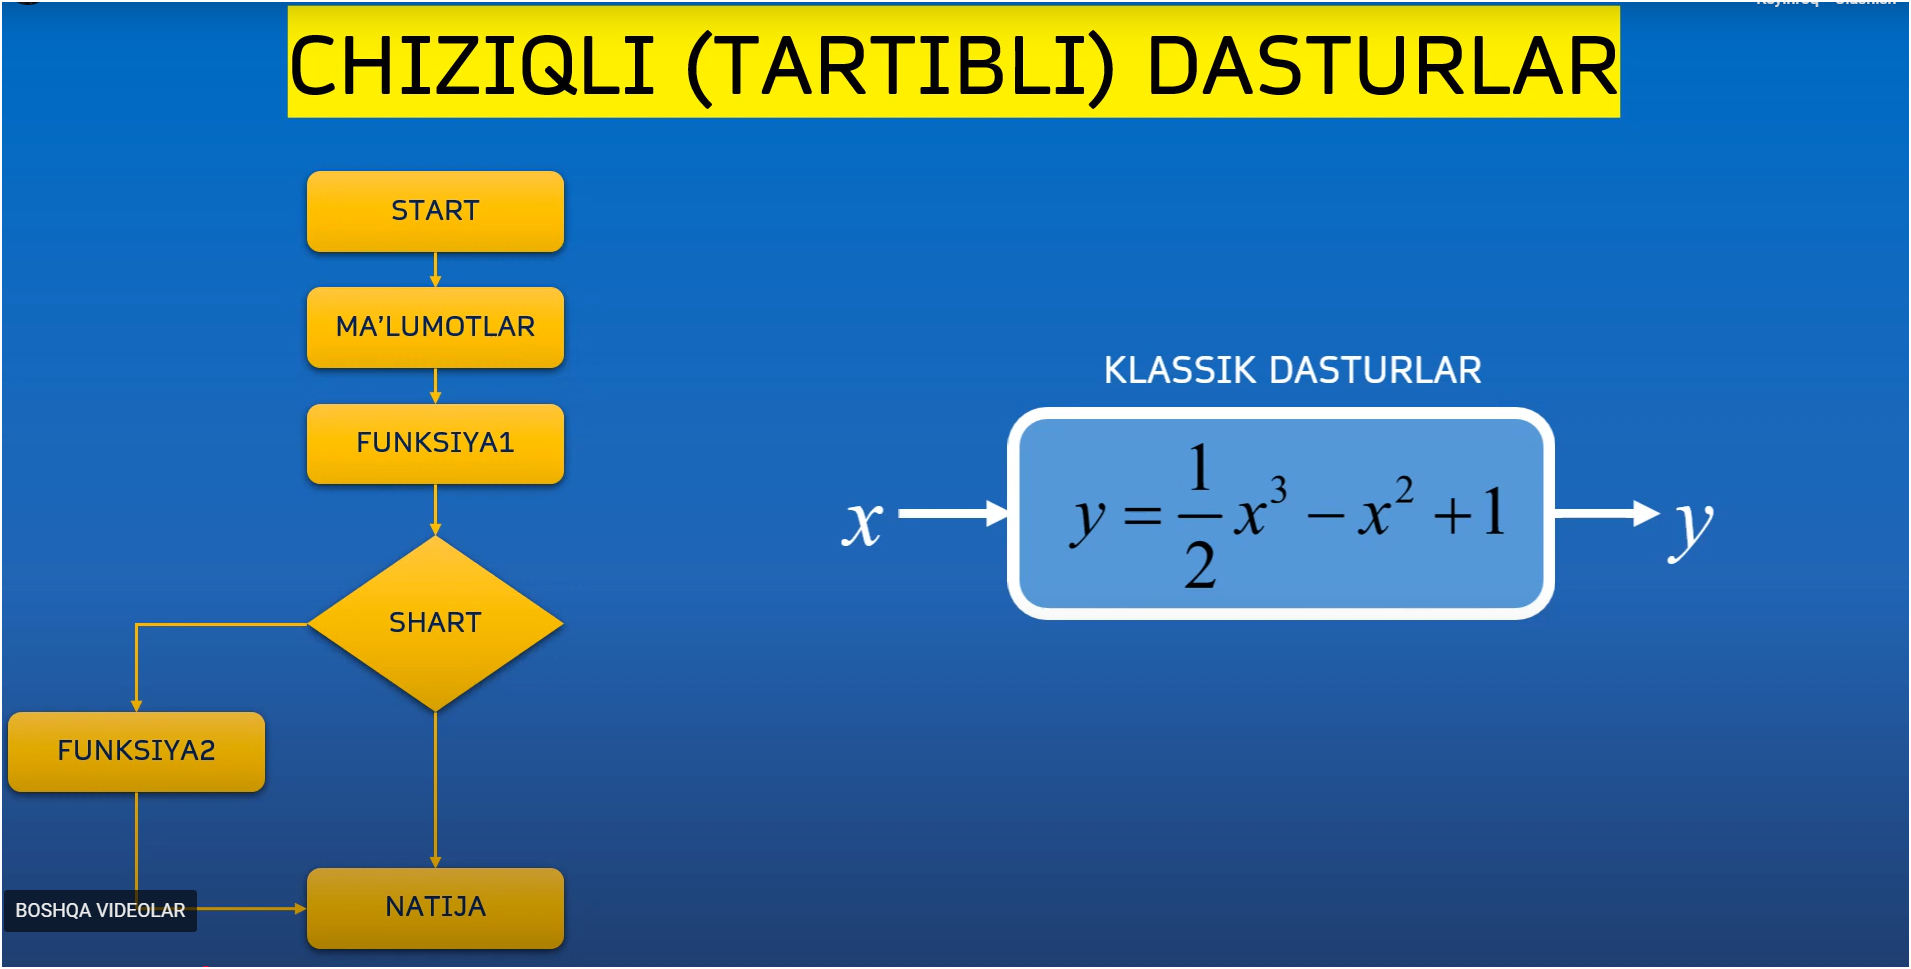 CHIZIQLI (TARTIBLI) DASTURLAR
START
MA’LUMOTLAR
FUNKSIYA1
SHART
FUNKSIYA2
NATIJA
BOSHQA VIDEOLAR
KLASSIK DASTURLAR
x
y = 1/2 x³ − x² + 1
y